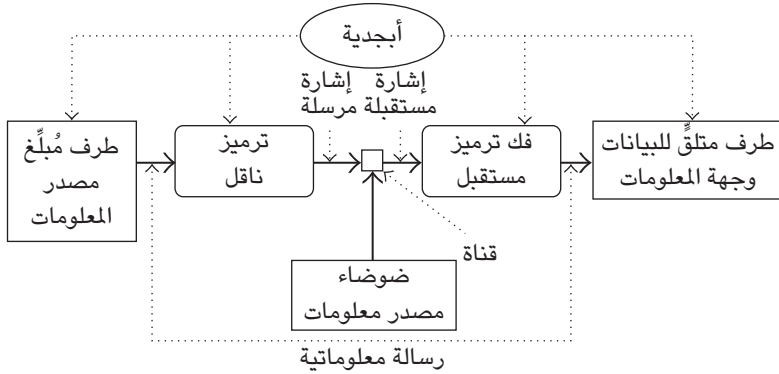 أبجدية
إشارة
مرسلة
إشارة
مستقبلة
طرف مُبلِّغ
مصدر
المعلومات
ترميز
ناقل
فك ترميز
مستقبل
طرف متلقٍّ للبيانات
وجهة المعلومات
قناة
ضوضاء
مصدر معلومات
رسالة معلوماتية